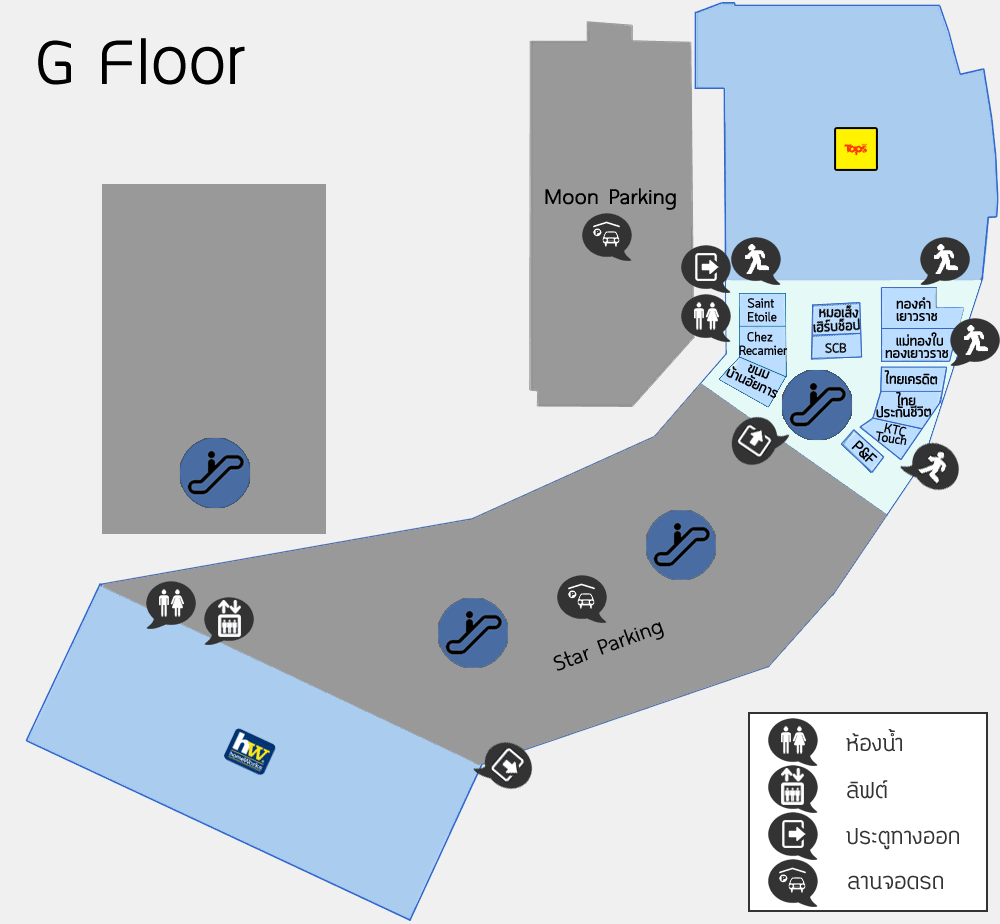 G Floor
Tops
Moon Parking
Saint
Etoile
Chez
Recamier
ขนม
บ้านอัยการ
หมอเส็ง
เฮิร์บช็อป
SCB
ทองคำ
เยาวราช
แม่ทองใบ
ทองเยาวราช
ไทยเครดิต
ไทย
ประกันชีวิต
KTC
Touch
P&F
Star Parking
hw
homeWorks
ห้องน้ำ
ลิฟต์
ประตูทางออก
ลานจอดรถ